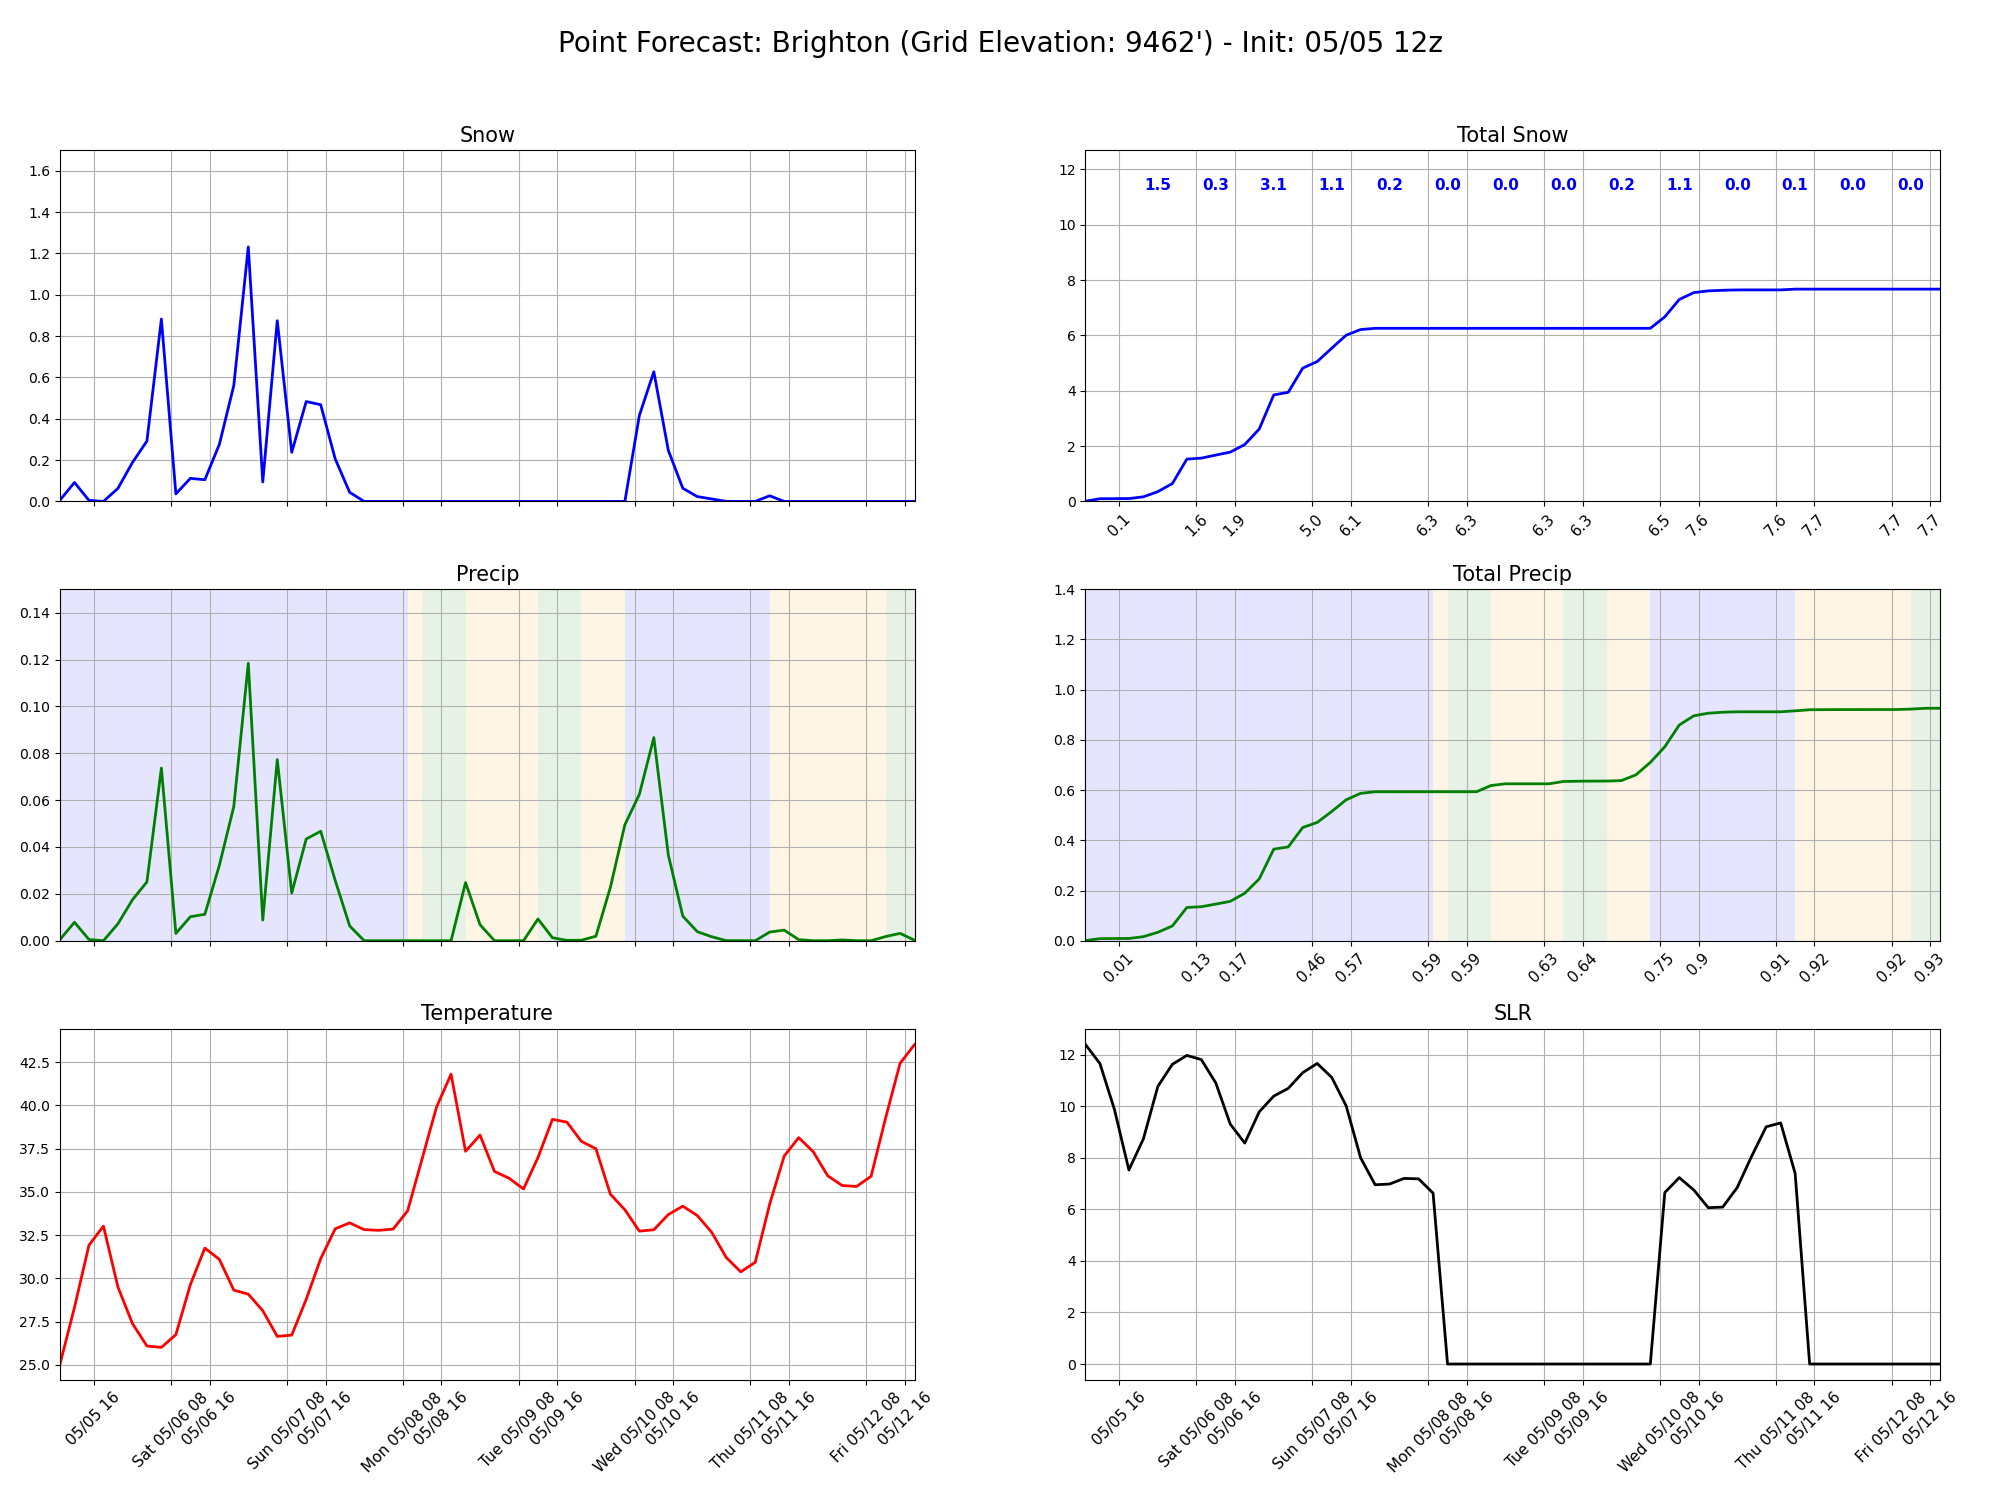 Point Forecast: Brighton (Grid Elevation: 9462') - Init: 05/05 12z
Snow
1.6
1.4
1.2
1.0
0.8
0.6
0.4
0.2
0.0
Total Snow
12
10
8
6
4
2
0
1.5 0.3 3.1 1.1 0.2 0.0 0.0 0.0 0.2 1.1 0.0 0.1 0.0 0.0
0.1 1.6 1.9 5.0 6.1 6.3 6.3 6.3 6.3 6.5 7.6 7.6 7.7 7.7 7.7
Precip
0.14
0.12
0.10
0.08
0.06
0.04
0.02
0.00
Total Precip
1.4
1.2
1.0
0.8
0.6
0.4
0.2
0.0
0.01 0.13 0.17 0.46 0.57 0.59 0.59 0.63 0.64 0.75 0.9 0.91 0.92 0.92 0.93
Temperature
42.5
40.0
37.5
35.0
32.5
30.0
27.5
25.0
05/05 16
Sat 05/06 08
05/06 16
Sun 05/07 08
05/07 16
Mon 05/08 08
05/08 16
Tue 05/09 08
05/09 16
Wed 05/10 08
05/10 16
Thu 05/11 08
05/11 16
Fri 05/12 08
05/12 16
SLR
12
10
8
6
4
2
0
05/05 16
Sat 05/06 08
05/06 16
Sun 05/07 08
05/07 16
Mon 05/08 08
05/08 16
Tue 05/09 08
05/09 16
Wed 05/10 08
05/10 16
Thu 05/11 08
05/11 16
Fri 05/12 08
05/12 16